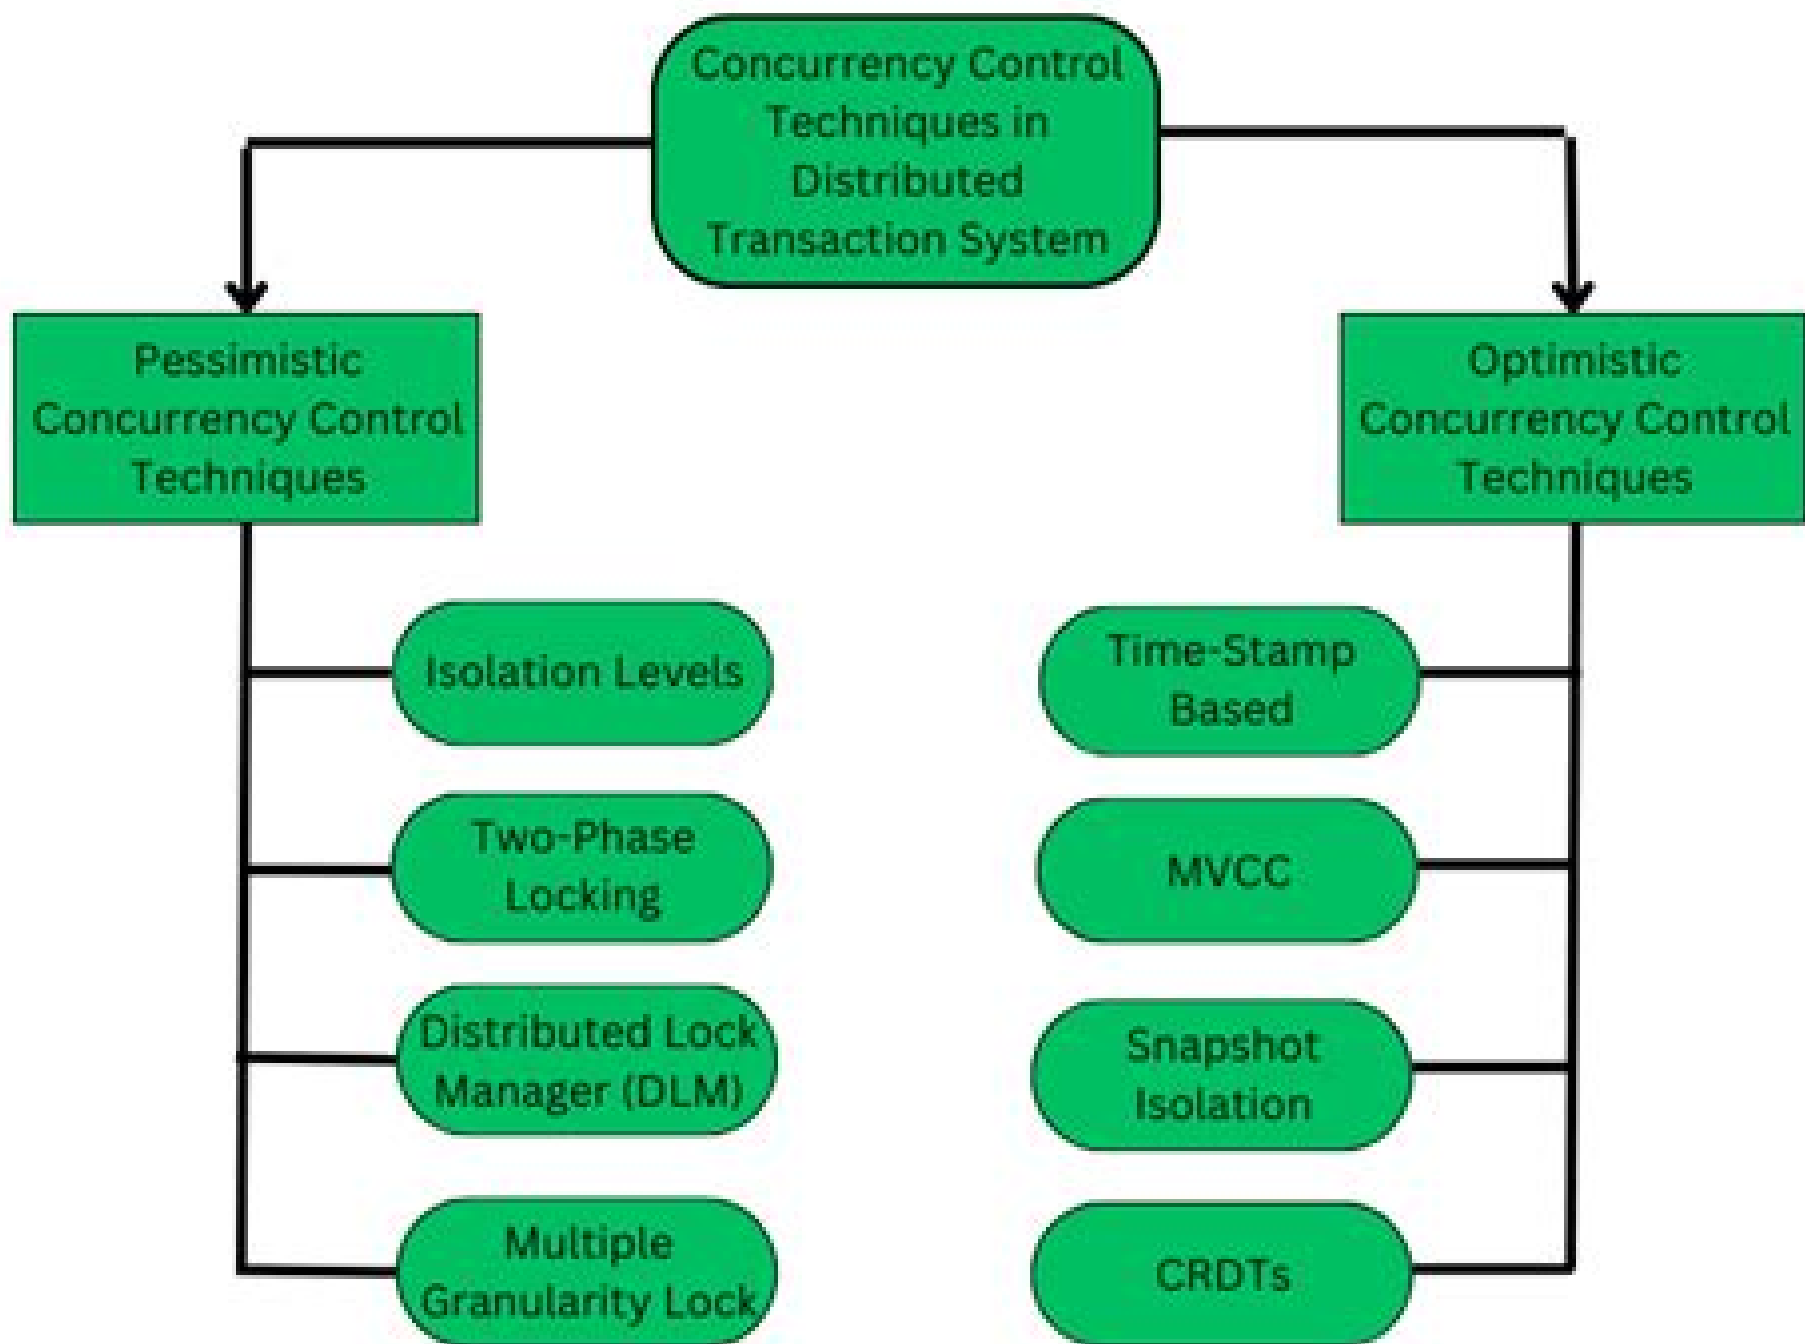 Concurrency Control
Techniques in
Distributed
Transaction System
Pessimistic
Concurrency Control
Techniques
Optimistic
Concurrency Control
Techniques
Isolation Levels
Two-Phase
Locking
Distributed Lock
Manager (DLM)
Multiple
Granularity Lock
Time-Stamp
Based
MVCC
Snapshot
Isolation
CRDTs